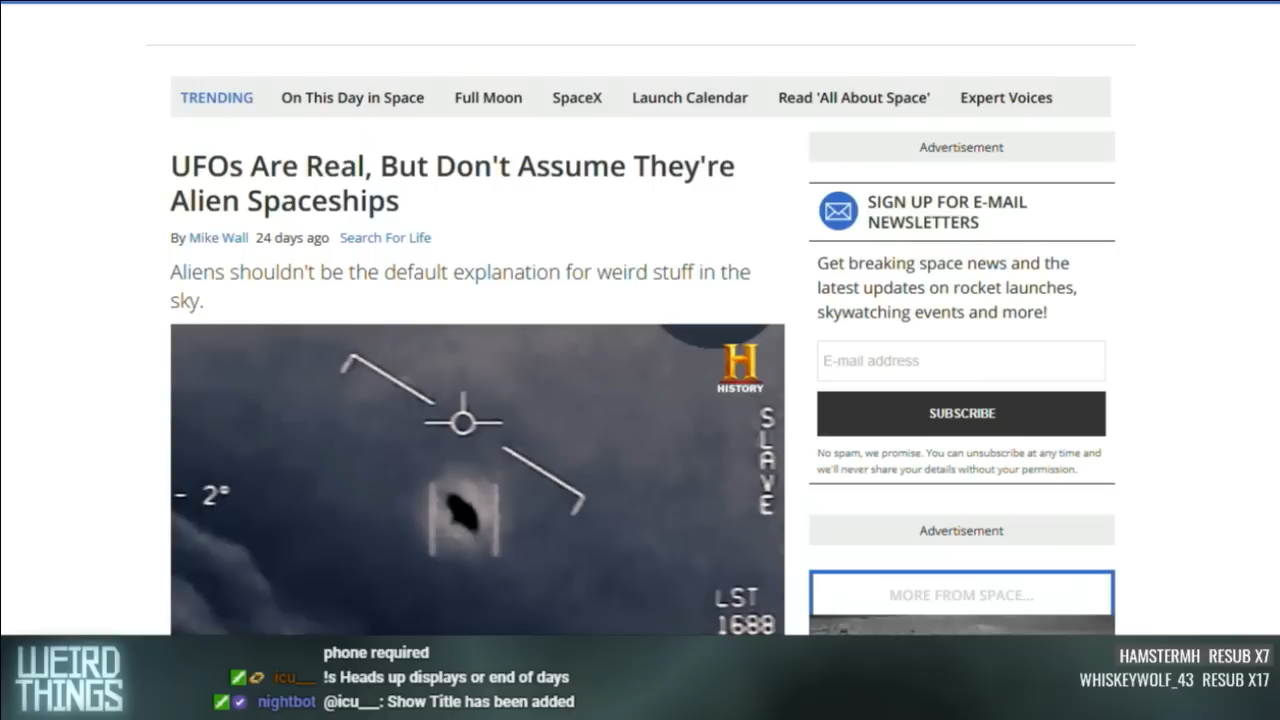 TRENDING On This Day in Space Full Moon SpaceX Launch Calendar Read 'All About Space' Expert Voices
UFOs Are Real, But Don't Assume They're
Alien Spaceships
By Mike Wall 24 days ago Search For Life
Aliens shouldn't be the default explanation for weird stuff in the
sky.
H
HISTORY
SLAVE
- 2°
LST
1688
Advertisement
SIGN UP FOR E-MAIL
NEWSLETTERS
Get breaking space news and the
latest updates on rocket launches,
skywatching events and more!
E-mail address
SUBSCRIBE
No spam, we promise. You can unsubscribe at any time and
we'll never share your details without your permission.
Advertisement
MORE FROM SPACE...
WEIRD
THINGS
phone required
icu__ !s Heads up displays or end of days
nightbot @icu__: Show Title has been added
HAMSTERMH RESUB X7
WHISKEYWOLF_43 RESUB X17